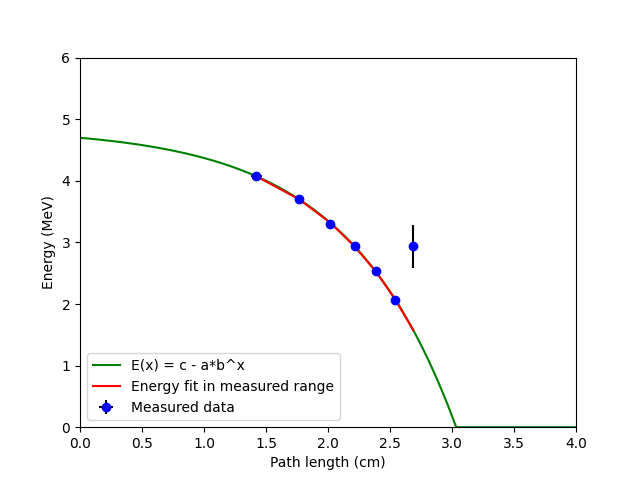 6
5
4
3
2
1
0
Energy (MeV)
E(x) = c - a*b^x
Energy fit in measured range
Measured data
0.0 0.5 1.0 1.5 2.0 2.5 3.0 3.5 4.0
Path length (cm)